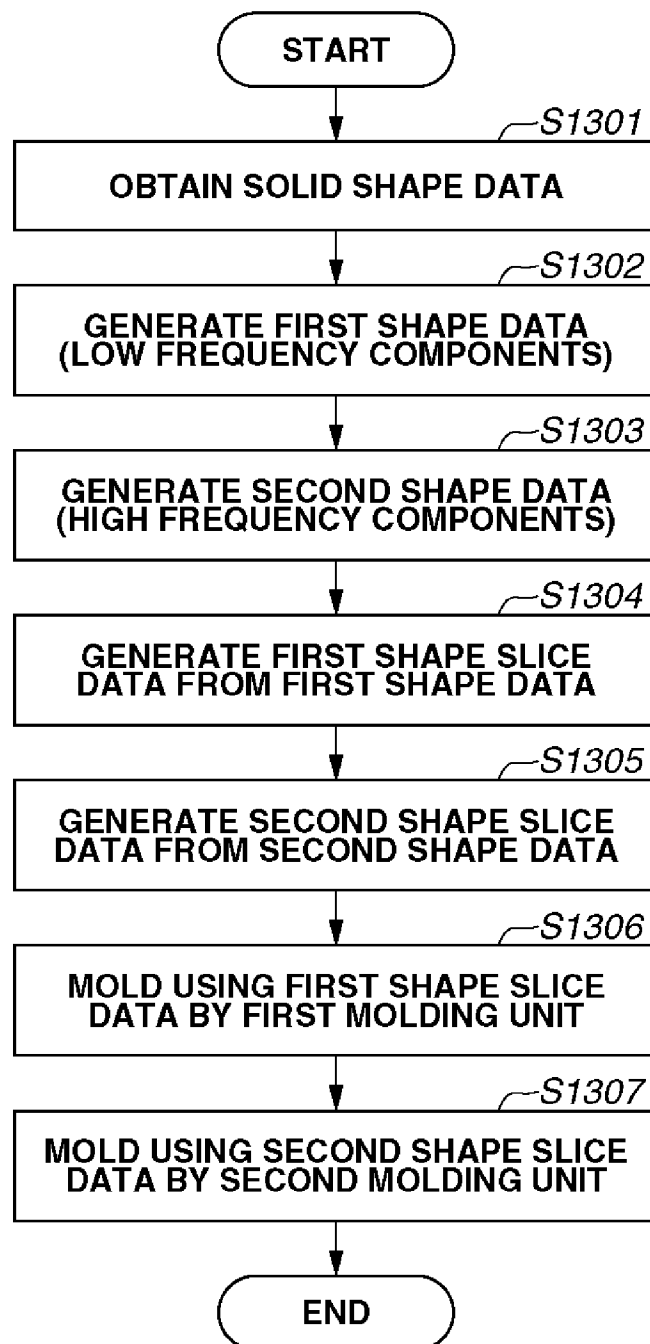 START
S1301
OBTAIN SOLID SHAPE DATA
S1302
GENERATE FIRST SHAPE DATA
(LOW FREQUENCY COMPONENTS)
S1303
GENERATE SECOND SHAPE DATA
(HIGH FREQUENCY COMPONENTS)
S1304
GENERATE FIRST SHAPE SLICE
DATA FROM FIRST SHAPE DATA
S1305
GENERATE SECOND SHAPE SLICE
DATA FROM SECOND SHAPE DATA
S1306
MOLD USING FIRST SHAPE SLICE
DATA BY FIRST MOLDING UNIT
S1307
MOLD USING SECOND SHAPE SLICE
DATA BY SECOND MOLDING UNIT
END